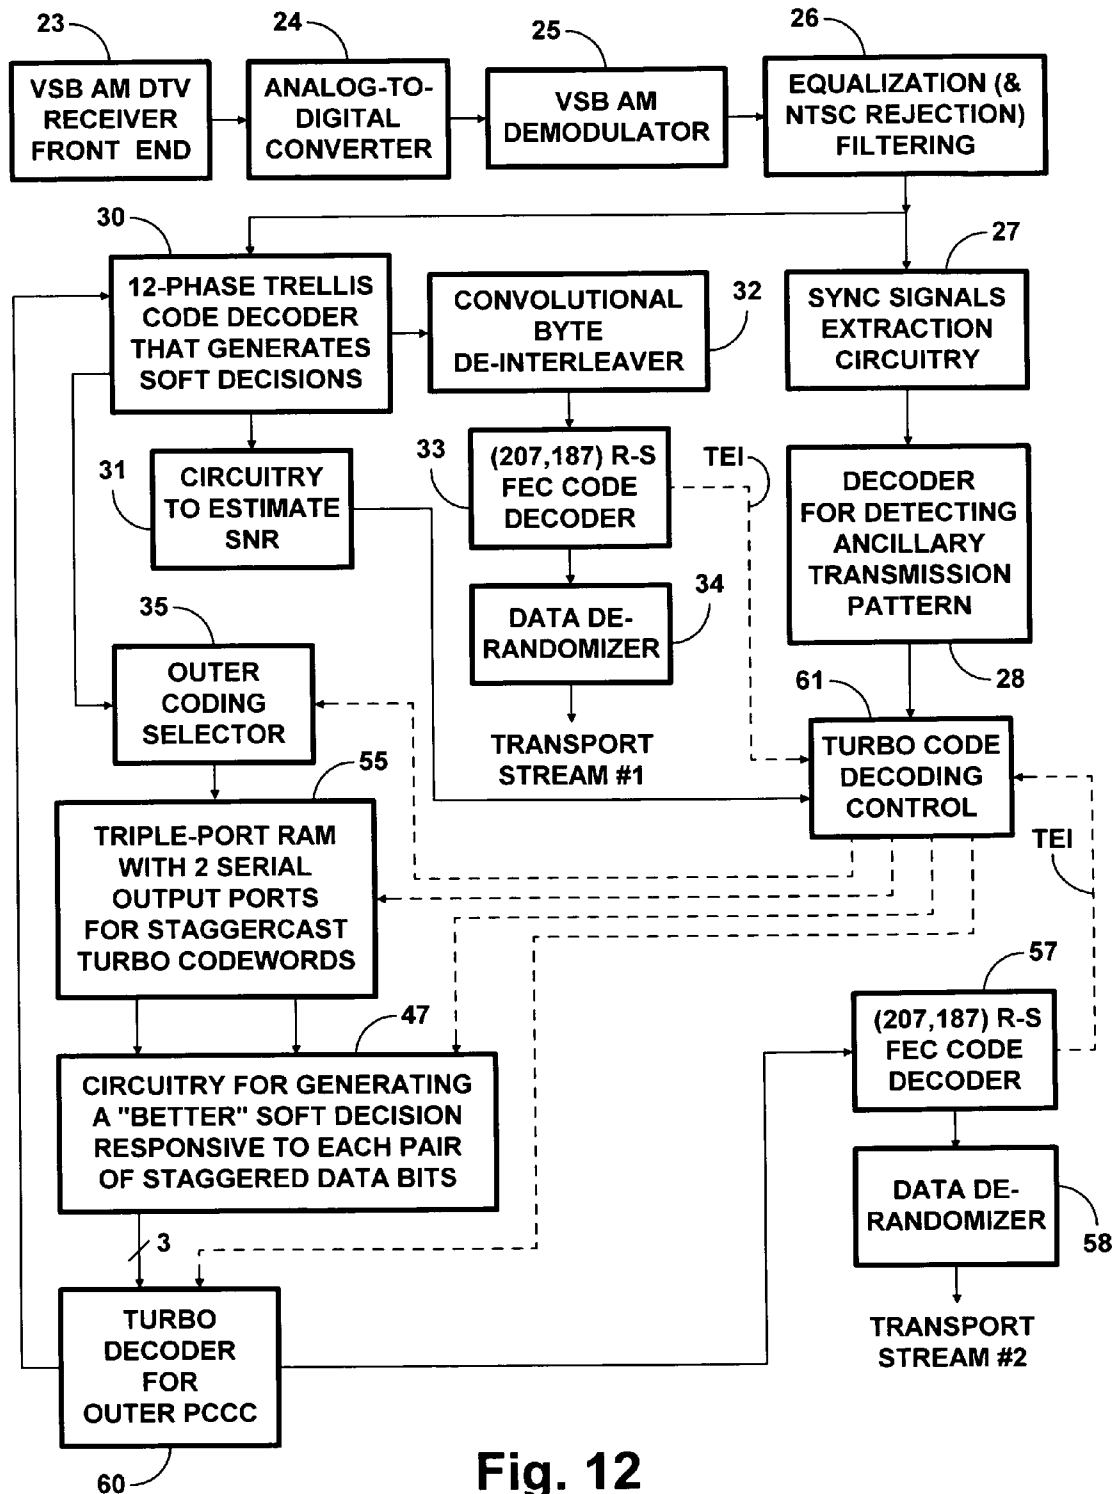 23
VSB AM DTV
RECEIVER
FRONT END
24
ANALOG-TO-
DIGITAL
CONVERTER
25
VSB AM
DEMODULATOR
26
EQUALIZATION (&
NTSC REJECTION)
FILTERING
30
12-PHASE TRELLIS
CODE DECODER
THAT GENERATES
SOFT DECISIONS
CONVOLUTIONAL
BYTE
DE-INTERLEAVER
32
27
SYNC SIGNALS
EXTRACTION
CIRCUITRY
31
CIRCUITRY
TO ESTIMATE
SNR
33
(207,187) R-S
FEC CODE
DECODER
TEI
DECODER
FOR DETECTING
ANCILLARY
TRANSMISSION
PATTERN
28
DATA DE-
RANDOMIZER
34
TRANSPORT
STREAM #1
35
OUTER
CODING
SELECTOR
61
TURBO CODE
DECODING
CONTROL
TEI
55
TRIPLE-PORT RAM
WITH 2 SERIAL
OUTPUT PORTS
FOR STAGGERCAST
TURBO CODEWORDS
47
CIRCUITRY FOR GENERATING
A "BETTER" SOFT DECISION
RESPONSIVE TO EACH PAIR
OF STAGGERED DATA BITS
3
57
(207,187) R-S
FEC CODE
DECODER
DATA DE-
RANDOMIZER
58
TRANSPORT
STREAM #2
TURBO
DECODER
FOR
OUTER PCCC
60
Fig. 12